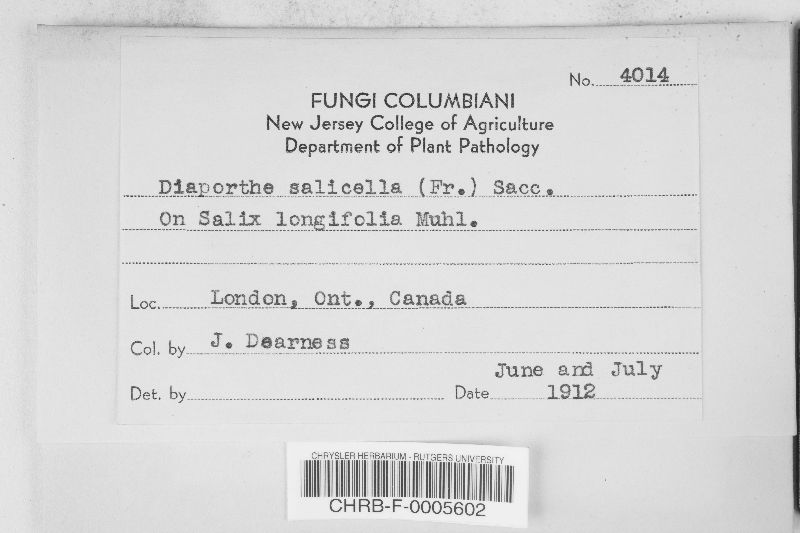 No. 4014
FUNGI COLUMBIANI
New Jersey College of Agriculture
Department of Plant Pathology
Diaporthe salicella (Fr.) Sacc.
On Salix longifolia Muhl.
Loc. London, Ont., Canada
Col. by J. Dearness
June and July
Det. by Date 1912
CHRYSLER HERBARIUM - RUTGERS UNIVERSITY
CHRB-F-0005602